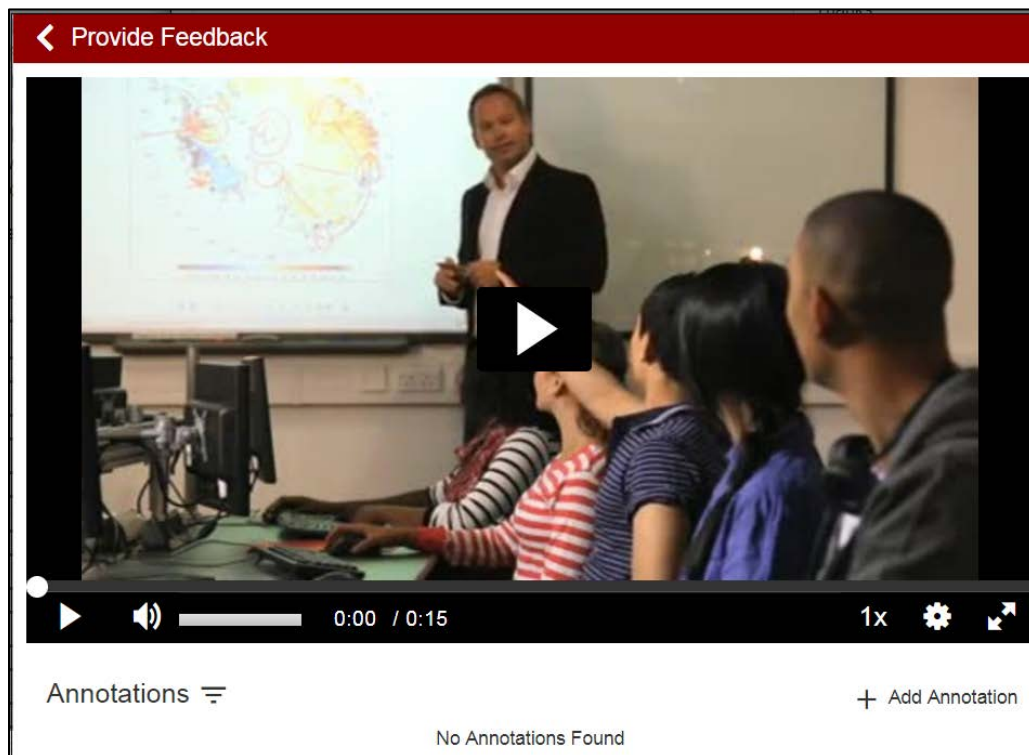 Provide Feedback
0:00 / 0:15
1x
Annotations
+ Add Annotation
No Annotations Found